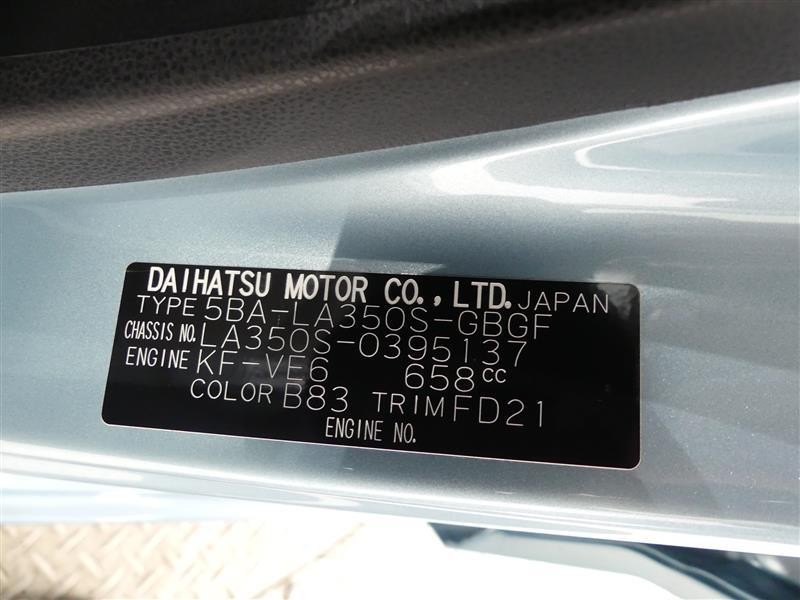 DAIHATSU MOTOR CO., LTD. JAPAN
TYPE 5BA-LA350S-GBGF
CHASSIS NO. LA350S-0395137
ENGINE KF-VE6 658cc
COLOR B83 TRIM FD21
ENGINE NO.